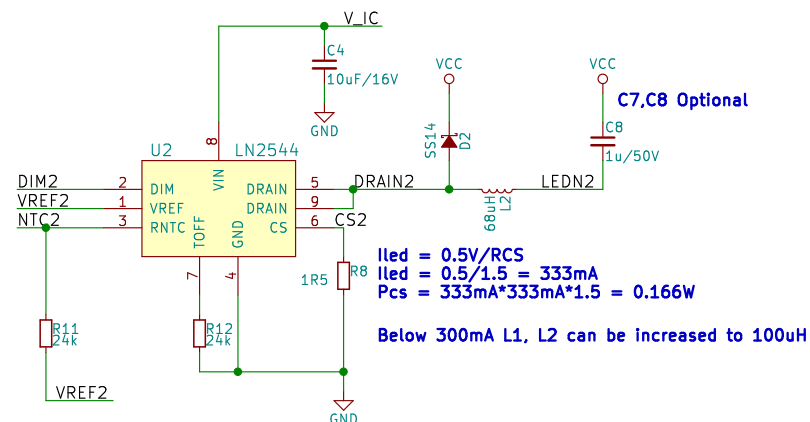 V_IC
C4
10uF/16V
GND
VCC
VCC
C7,C8 Optional
SS14
D2
C8
1u/50V
U2
LN2544
8
VIN
DIM2
2
DIM
DRAIN
5
DRAIN2
LEDN2
VREF2
1
VREF
DRAIN
9
68uH
L2
NTC2
3
RNTC
CS
6
CS2
TOFF
GND
7
4
1R5
R8
Iled = 0.5V/RCS
Iled = 0.5/1.5 = 333mA
Pcs = 333mA*333mA*1.5 = 0.166W
R11
24k
R12
24k
Below 300mA L1, L2 can be increased to 100uH
VREF2
GND